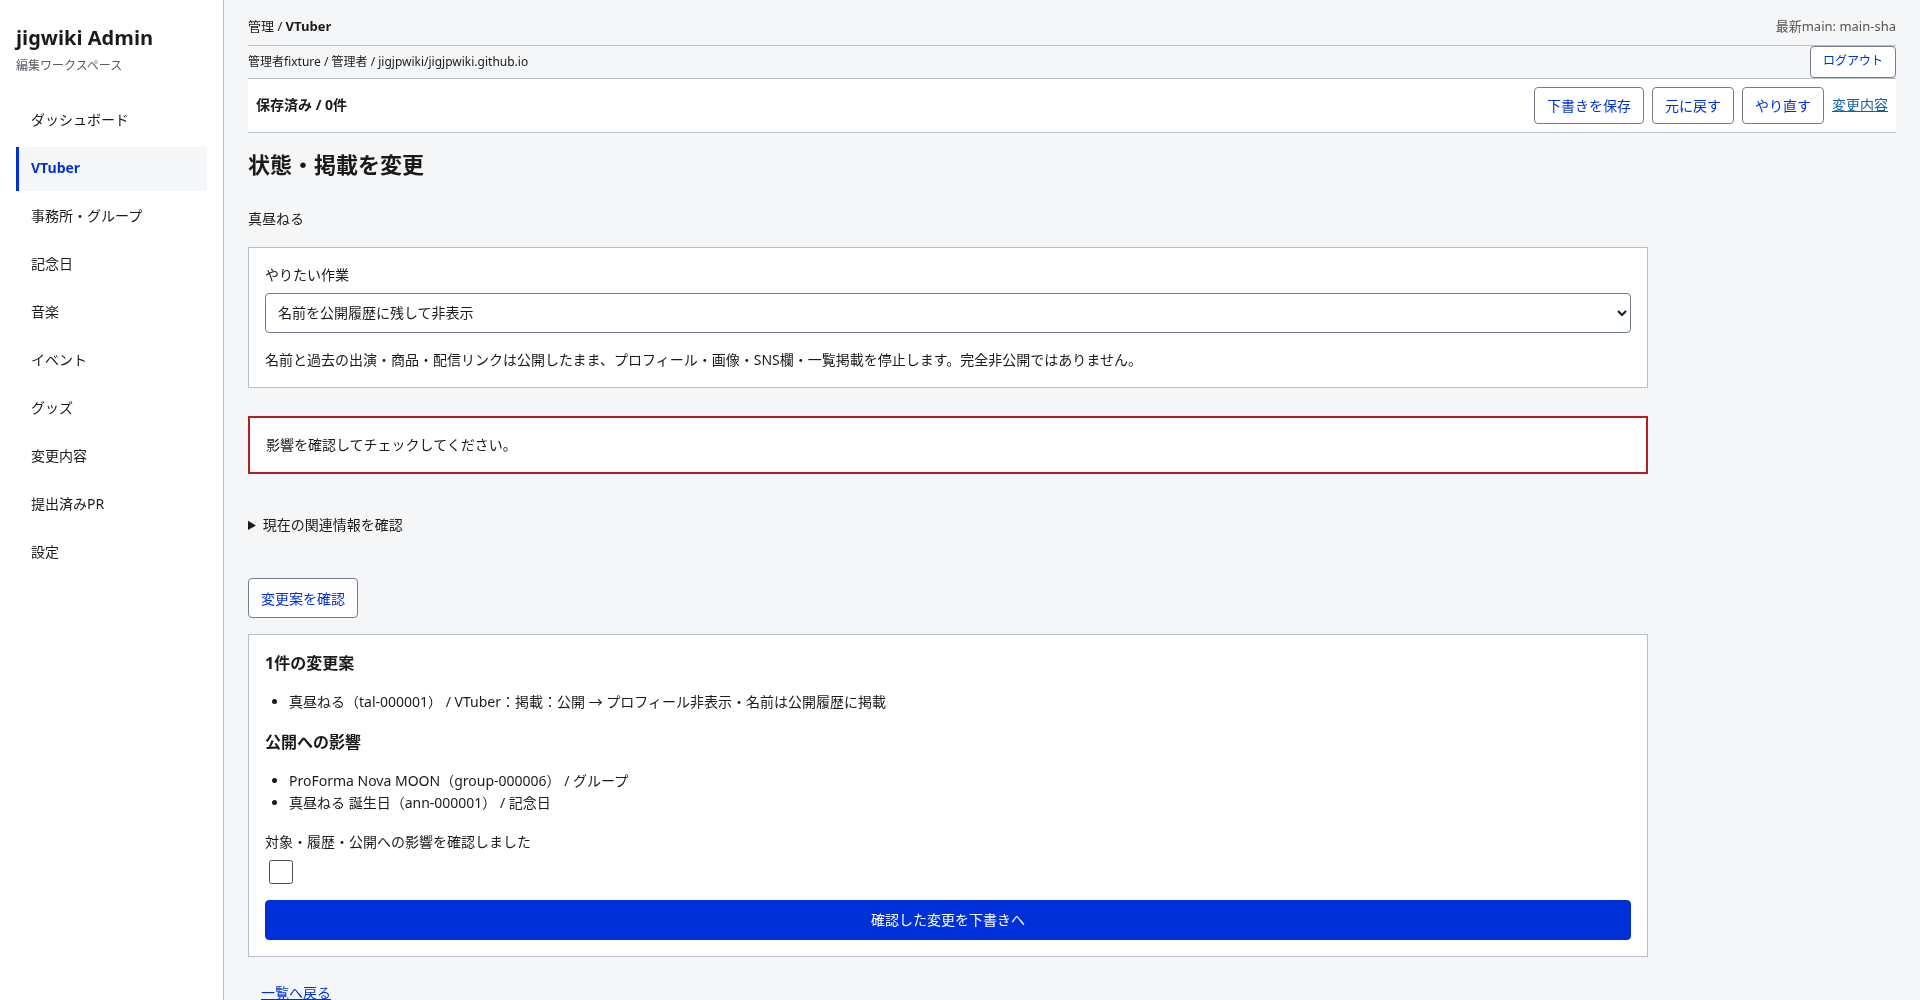 jigwiki Admin
編集ワークスペース
ダッシュボード
VTuber
事務所・グループ
記念日
音楽
イベント
グッズ
変更内容
提出済みPR
設定
管理 / VTuber
最新main: main-sha
管理者fixture / 管理者 / jigjpwiki/jigjpwiki.github.io
ログアウト
保存済み / 0件
下書きを保存
元に戻す
やり直す
変更内容
状態・掲載を変更
真昼ねる
やりたい作業
名前を公開履歴に残して非表示
名前と過去の出演・商品・配信リンクは公開したまま、プロフィール・画像・SNS欄・一覧掲載を停止します。完全非公開ではありません。
影響を確認してチェックしてください。
現在の関連情報を確認
変更案を確認
1件の変更案
真昼ねる（tal-000001） / VTuber：掲載：公開 → プロフィール非表示・名前は公開履歴に掲載
公開への影響
ProForma Nova MOON（group-000006） / グループ
真昼ねる 誕生日（ann-000001） / 記念日
対象・履歴・公開への影響を確認しました
確認した変更を下書きへ
一覧へ戻る